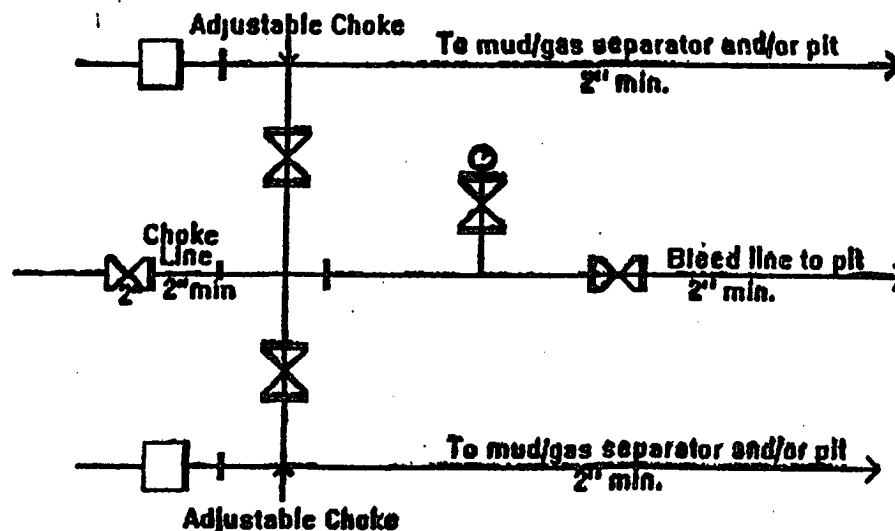 Adjustable Choke
To mud/gas separator and/or pit
2" min.
Choke
Line
2" 2" min
Bleed line to pit
2" min.
To mud/gas separator and/or pit
2" min.
Adjustable Choke